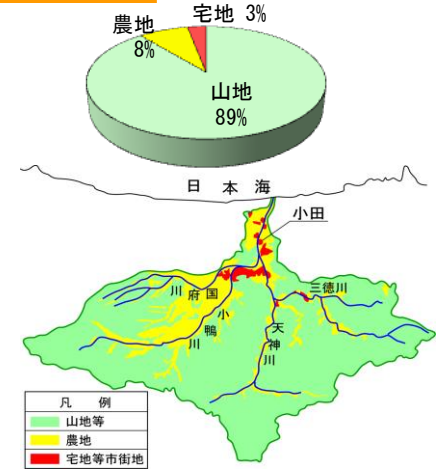 宅地 3%
農地
8%
山地
89%
日本海
小田
国府川
小鴨川
天神川
三徳川
凡例
山地等
農地
宅地等市街地